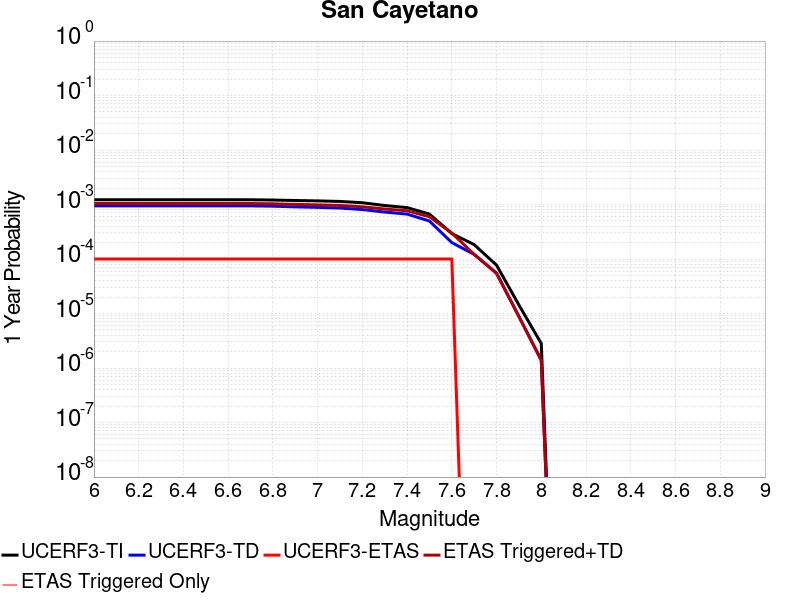 San Cayetano
10^0
10^-1
10^-2
10^-3
10^-4
10^-5
10^-6
10^-7
10^-8
1 Year Probability
6 6.2 6.4 6.6 6.8 7 7.2 7.4 7.6 7.8 8 8.2 8.4 8.6 8.8 9
Magnitude
UCERF3-TI UCERF3-TD UCERF3-ETAS ETAS Triggered+TD
ETAS Triggered Only